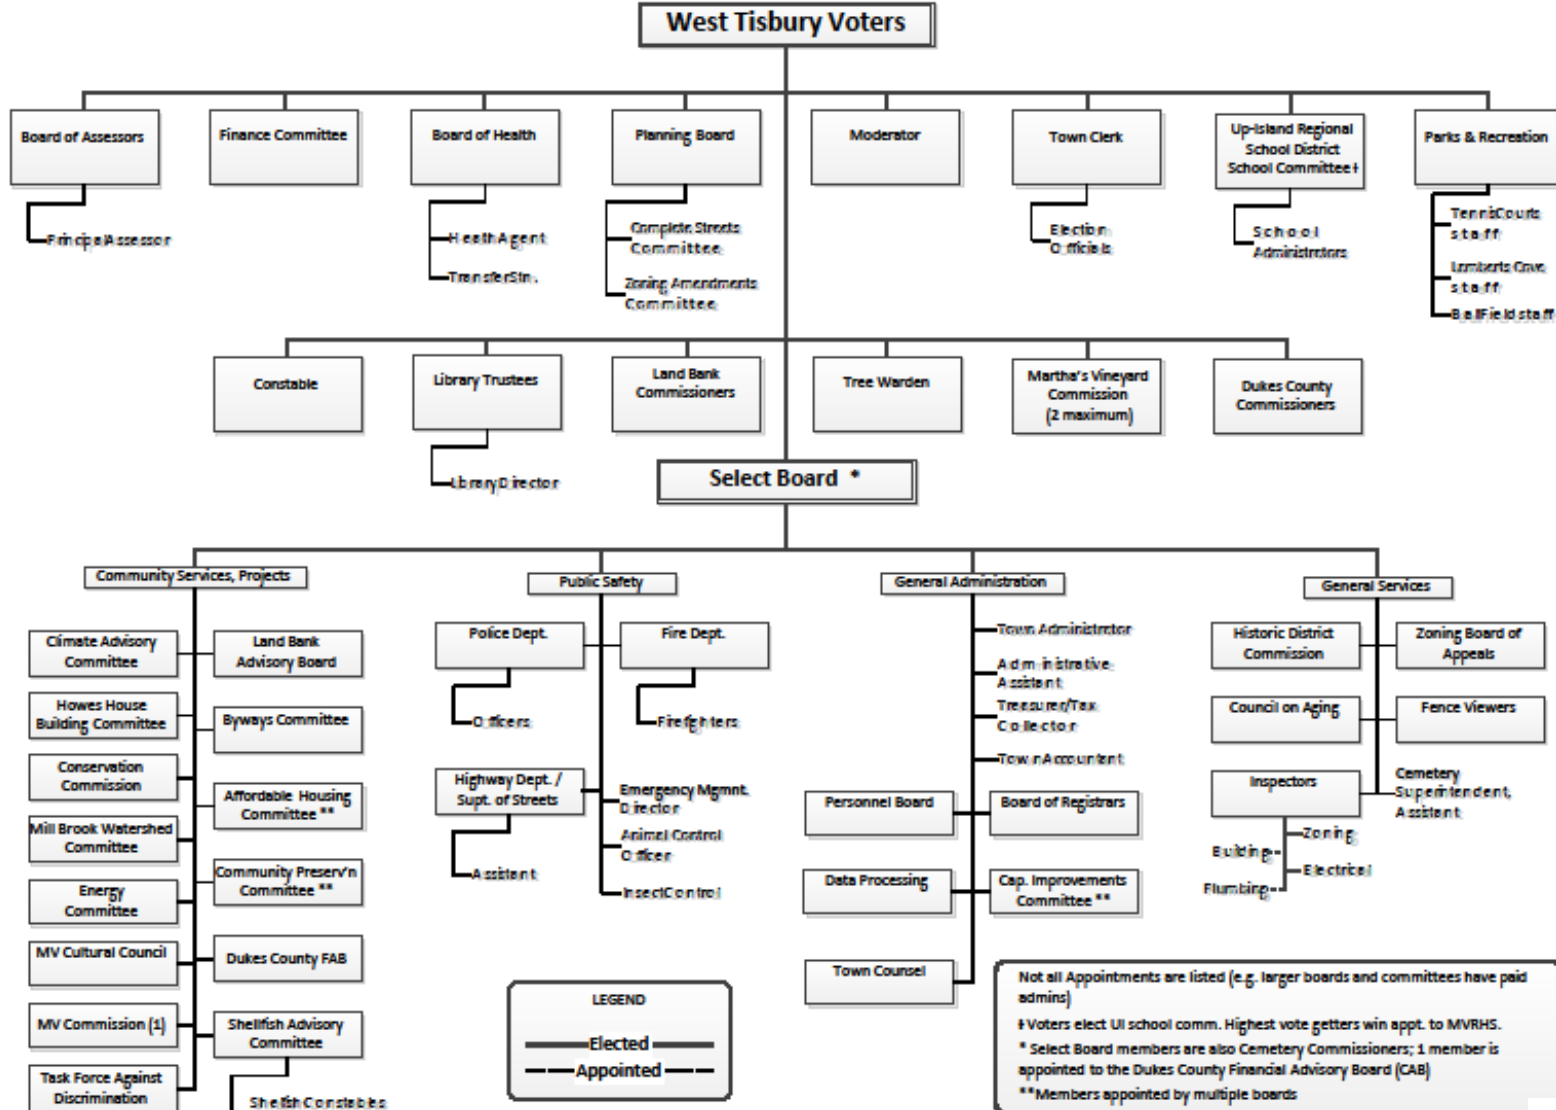 West Tisbury Voters
Board of Assessors
Finance Committee
Board of Health
Planning Board
Moderator
Town Clerk
Up-Island Regional
School District
School Committee ‡
Parks & Recreation
Principal Assessor
Health Agent
Transfer Stn.
Complete Streets
Committee
Zoning Amendments
Committee
Election
Officials
School
Administrators
Tennis Courts
staff
Lamberts Cove
staff
Ball Field staff
Constable
Library Trustees
Land Bank
Commissioners
Tree Warden
Martha's Vineyard
Commission
(2 maximum)
Dukes County
Commissioners
Library Director
Select Board *
Community Services, Projects
Public Safety
General Administration
General Services
Climate Advisory
Committee
Land Bank
Advisory Board
Howes House
Building Committee
Byways Committee
Conservation
Commission
Affordable Housing
Committee **
Mill Brook Watershed
Committee
Community Preserv'n
Committee **
Energy
Committee
MV Cultural Council
Dukes County FAB
MV Commission (1)
Shellfish Advisory
Committee
Task Force Against
Discrimination
Shellfish Constables
Police Dept.
Fire Dept.
Officers
Firefighters
Highway Dept. /
Supt. of Streets
Emergency Mgmnt.
Director
Animal Control
Officer
Assistant
Insect Control
Town Administrator
Administrative
Assistant
Treasurer/Tax
Collector
Town Accountant
Personnel Board
Board of Registrars
Data Processing
Cap. Improvements
Committee **
Town Counsel
Historic District
Commission
Zoning Board of
Appeals
Council on Aging
Fence Viewers
Inspectors
Cemetery
Superintendent,
Assistant
Zoning
Building
Electrical
Plumbing
LEGEND
Elected
Appointed
Not all Appointments are listed (e.g. larger boards and committees have paid
admins)
‡ Voters elect UI school comm. Highest vote getters win appt. to MVRHS.
* Select Board members are also Cemetery Commissioners; 1 member is
appointed to the Dukes County Financial Advisory Board (CAB)
**Members appointed by multiple boards